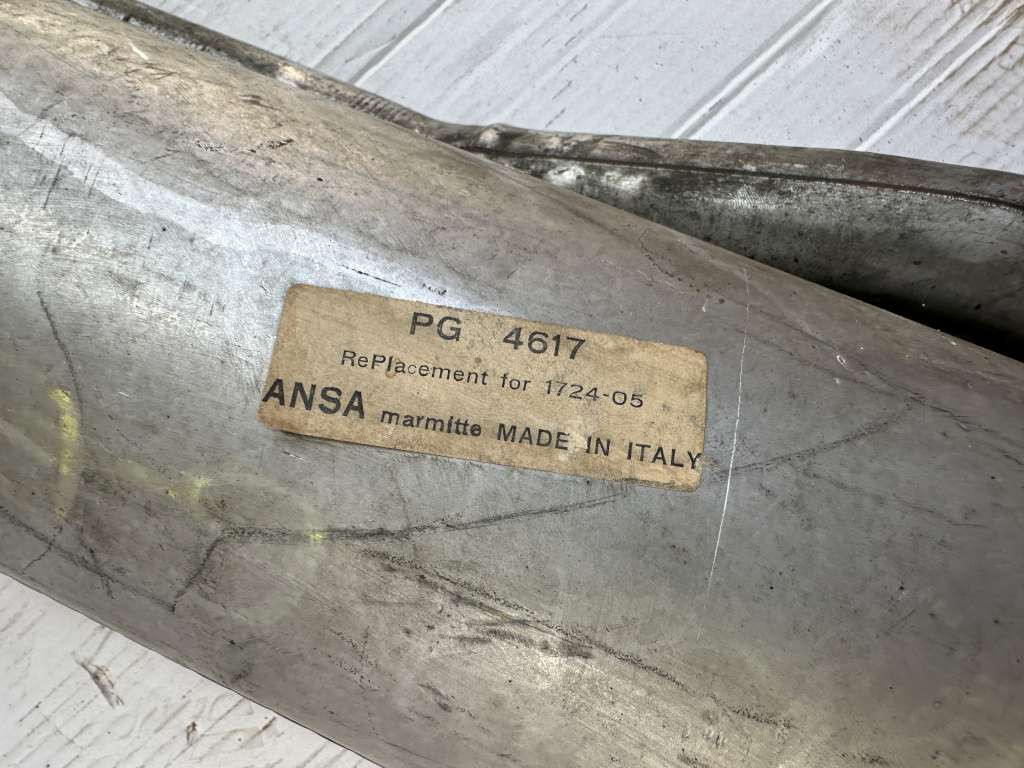 PG 4617
RePlacement for 1724-05
ANSA marmitte MADE IN ITALY